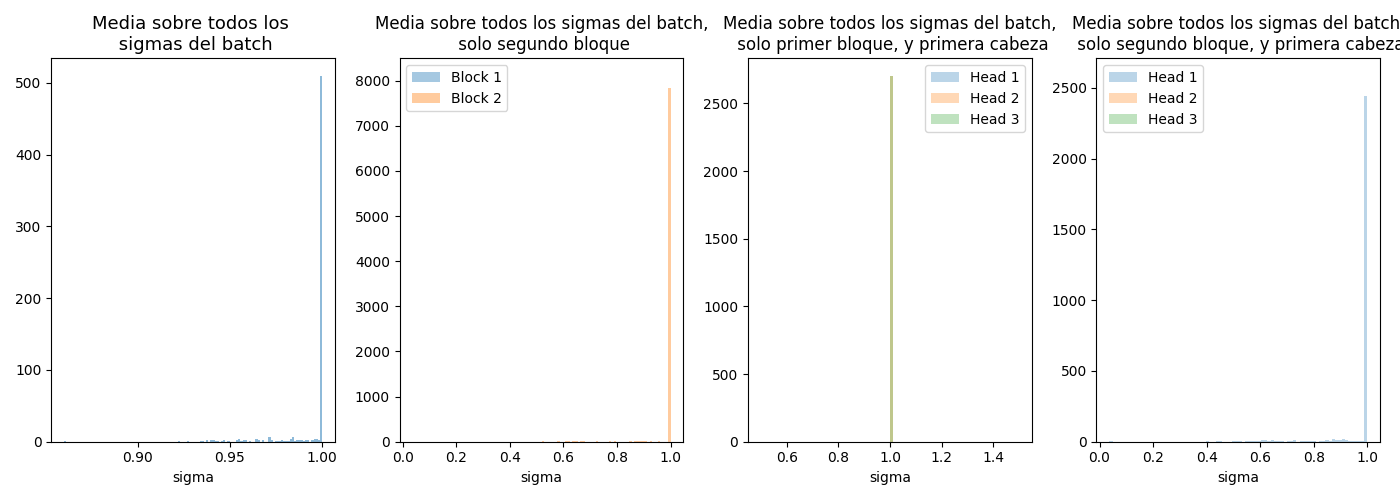 Media sobre todos los
sigmas del batch
500
400
300
200
100
0
0.90
0.95
1.00
sigma
Media sobre todos los sigmas del batch,
solo segundo bloque
Block 1
Block 2
8000
7000
6000
5000
4000
3000
2000
1000
0
0.0
0.2
0.4
0.6
0.8
1.0
sigma
Media sobre todos los sigmas del batch,
solo primer bloque, y primera cabeza
Head 1
Head 2
Head 3
2500
2000
1500
1000
500
0
0.6
0.8
1.0
1.2
1.4
sigma
Media sobre todos los sigmas del batch
solo segundo bloque, y primera cabeza
Head 1
Head 2
Head 3
2500
2000
1500
1000
500
0
0.0
0.2
0.4
0.6
0.8
1.0
sigma